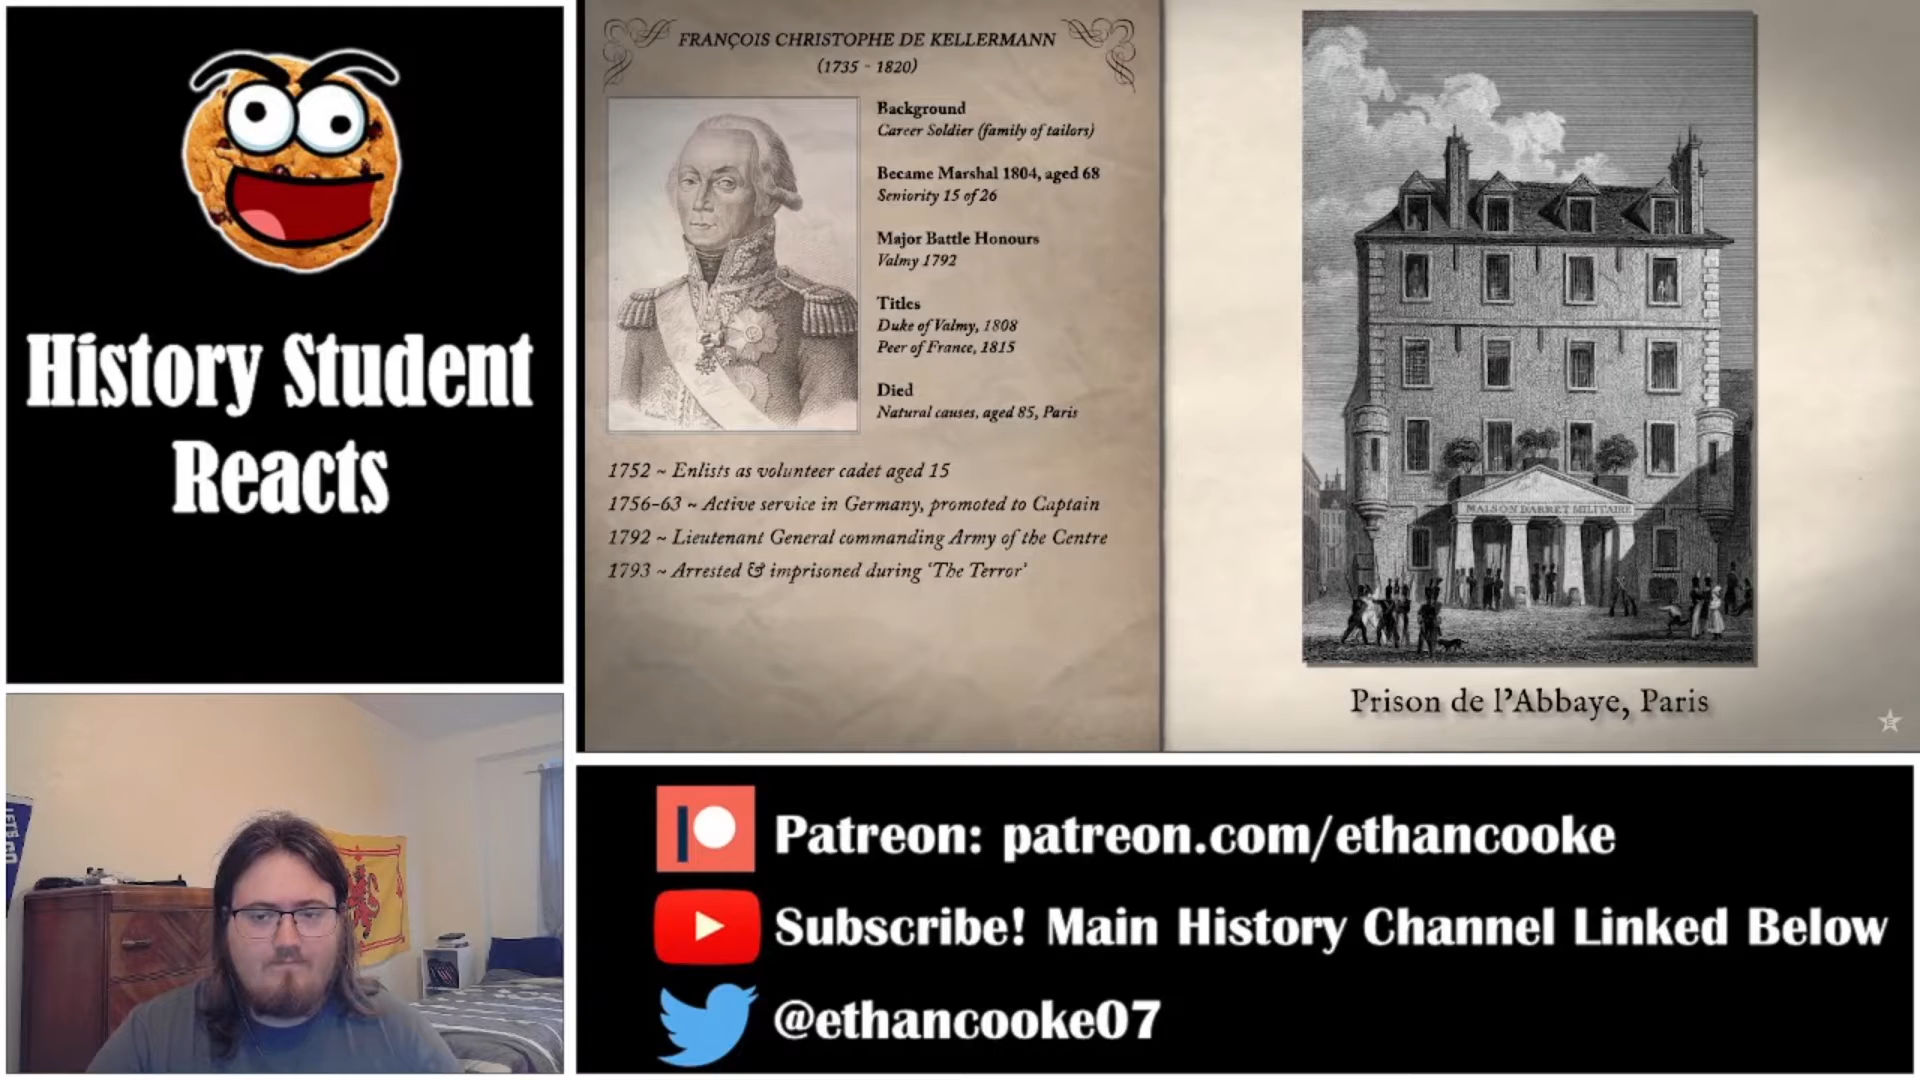 History Student
Reacts
FRANÇOIS CHRISTOPHE DE KELLERMANN
(1735 - 1820)
Background
Career Soldier (family of tailors)
Became Marshal 1804, aged 68
Seniority 15 of 26
Major Battle Honours
Valmy 1792
Titles
Duke of Valmy, 1808
Peer of France, 1815
Died
Natural causes, aged 85, Paris
1752 ~ Enlists as volunteer cadet aged 15
1756-63 ~ Active service in Germany, promoted to Captain
1792 ~ Lieutenant General commanding Army of the Centre
1793 ~ Arrested & imprisoned during ‘The Terror’
MAISON D'ARRET MILITAIRE
Prison de l’Abbaye, Paris
LET'S GO
Patreon: patreon.com/ethancooke
Subscribe! Main History Channel Linked Below
@ethancooke07